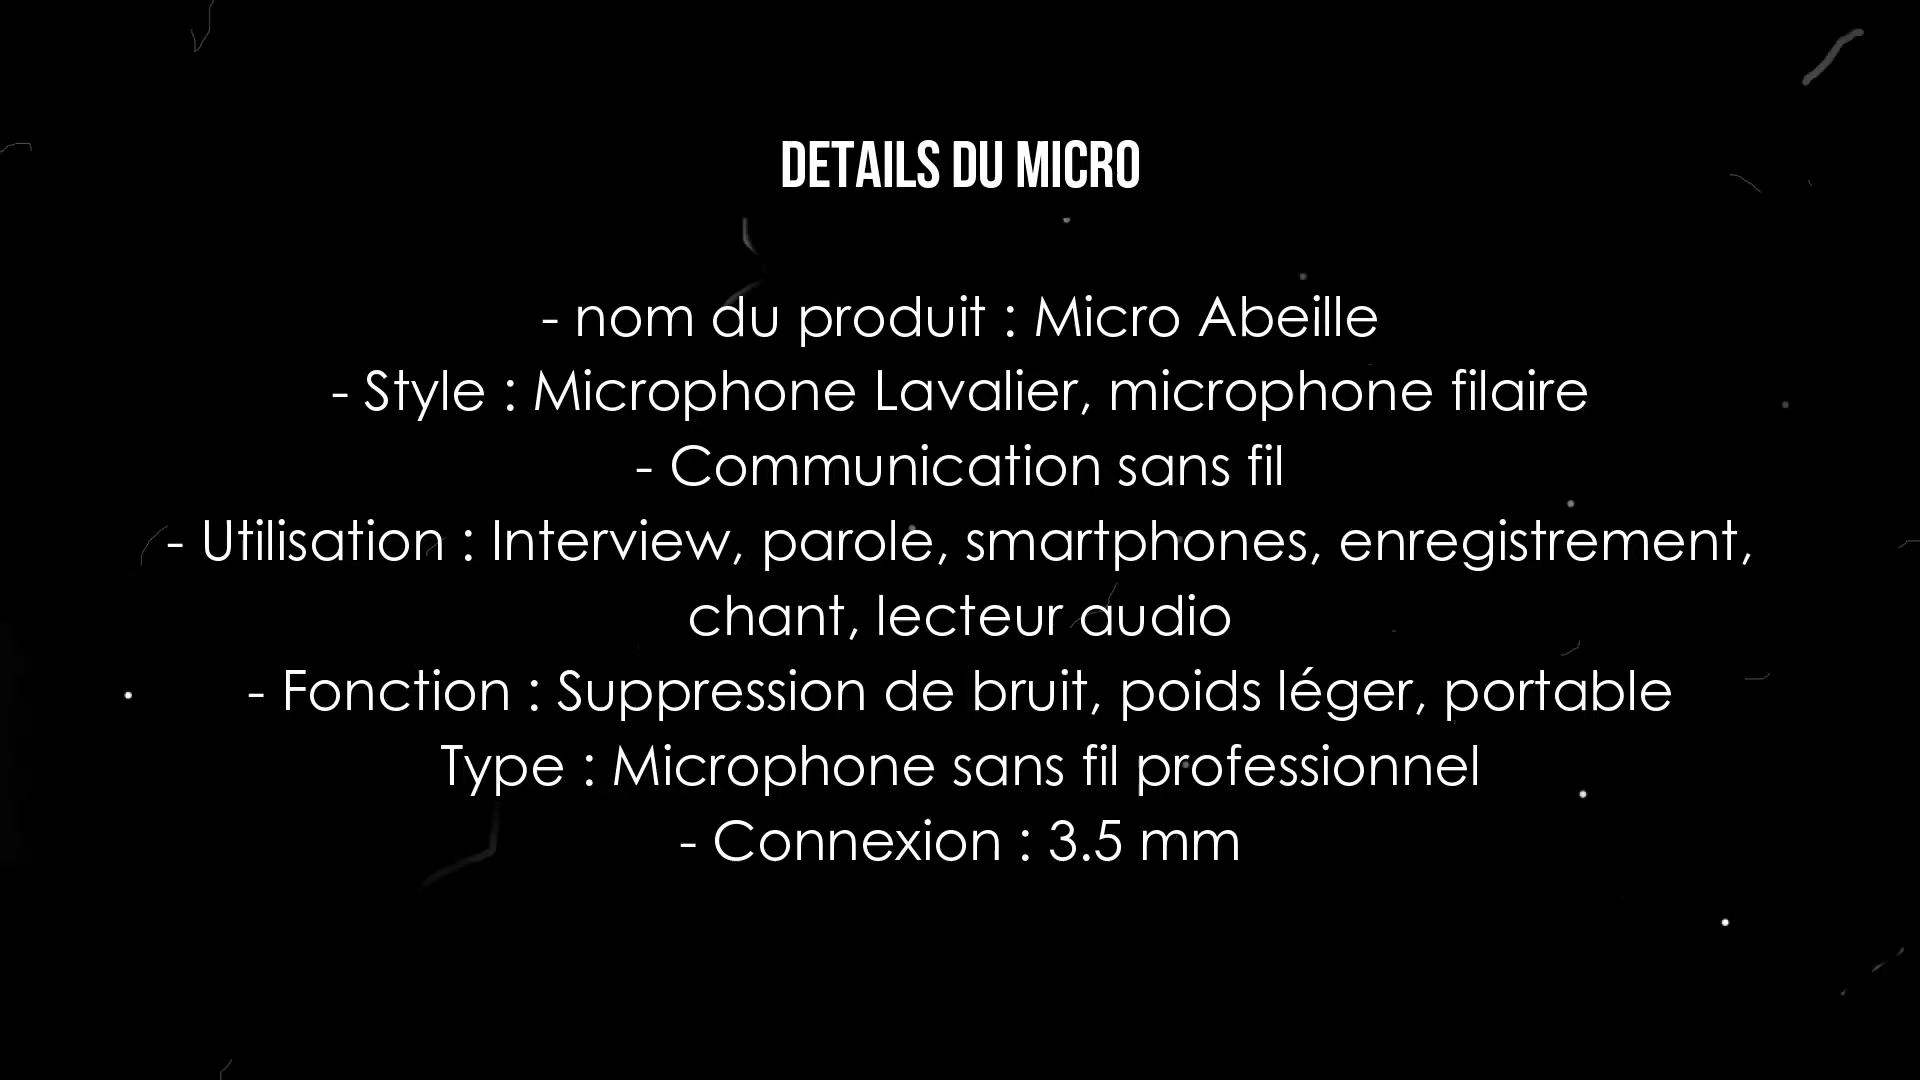 DETAILS DU MICRO
- nom du produit : Micro Abeille
- Style : Microphone Lavalier, microphone filaire
- Communication sans fil
- Utilisation : Interview, parole, smartphones, enregistrement,
chant, lecteur audio
- Fonction : Suppression de bruit, poids léger, portable
Type : Microphone sans fil professionnel
- Connexion : 3.5 mm